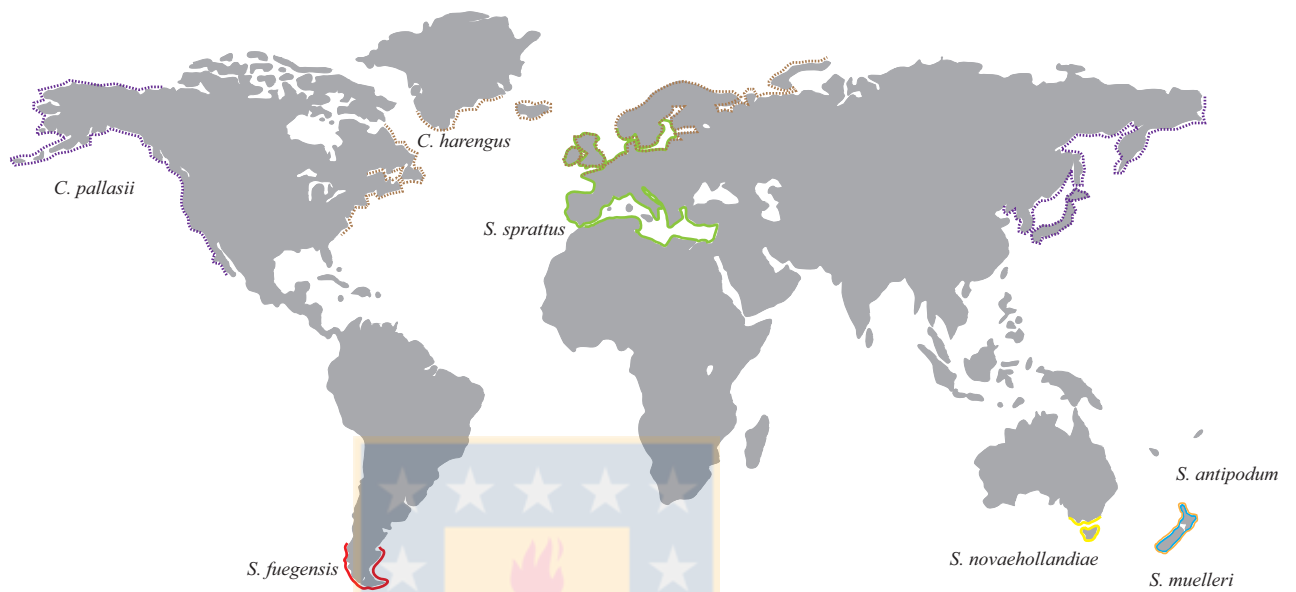 C. harengus
C. pallasii
S. sprattus
S. antipodum
S. novaehollandiae
S. fuegensis
S. muelleri